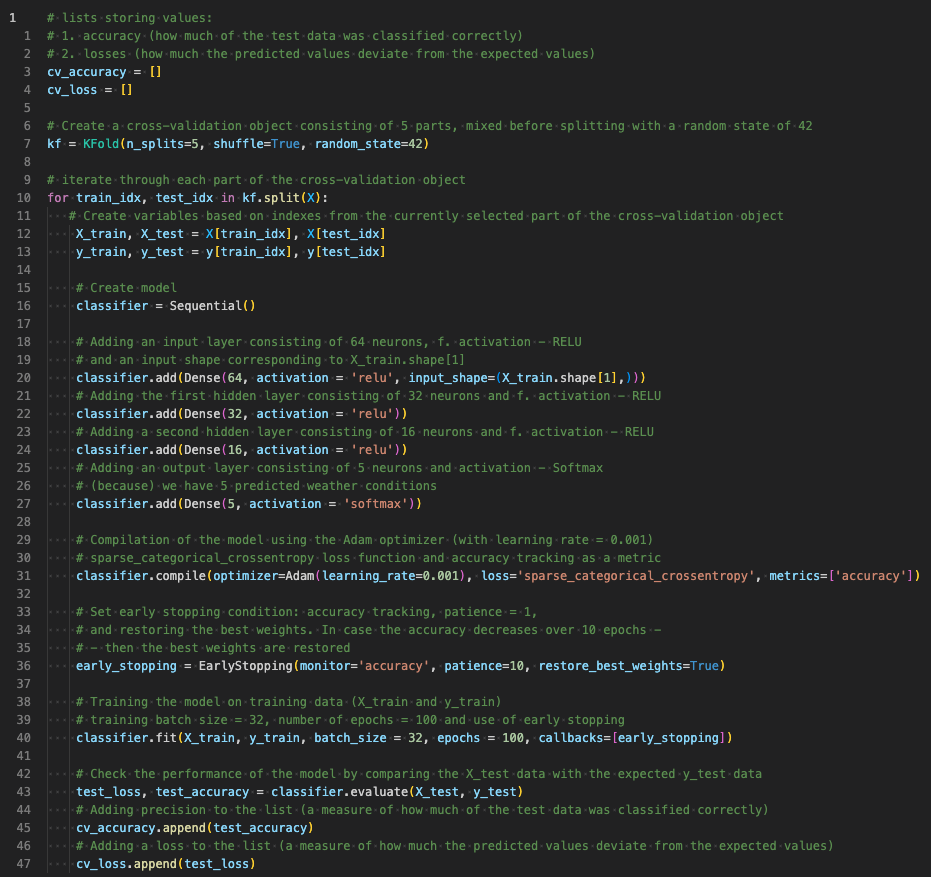 1 # lists storing values:
1 # 1. accuracy (how much of the test data was classified correctly)
2 # 2. losses (how much the predicted values deviate from the expected values)
3 cv_accuracy = []
4 cv_loss = []
5
6 # Create a cross-validation object consisting of 5 parts, mixed before splitting with a random state of 42
7 kf = KFold(n_splits=5, shuffle=True, random_state=42)
8
9 # iterate through each part of the cross-validation object
10 for train_idx, test_idx in kf.split(X):
11    # Create variables based on indexes from the currently selected part of the cross-validation object
12     X_train, X_test = X[train_idx], X[test_idx]
13     y_train, y_test = y[train_idx], y[test_idx]
14
15     # Create model
16     classifier = Sequential()
17
18     # Adding an input layer consisting of 64 neurons, f. activation - RELU
19     # and an input shape corresponding to X_train.shape[1]
20     classifier.add(Dense(64, activation = 'relu', input_shape=(X_train.shape[1],)))
21     # Adding the first hidden layer consisting of 32 neurons and f. activation - RELU
22     classifier.add(Dense(32, activation = 'relu'))
23     # Adding a second hidden layer consisting of 16 neurons and f. activation - RELU
24     classifier.add(Dense(16, activation = 'relu'))
25     # Adding an output layer consisting of 5 neurons and activation - Softmax
26     # (because) we have 5 predicted weather conditions
27     classifier.add(Dense(5, activation = 'softmax'))
28
29     # Compilation of the model using the Adam optimizer (with learning rate = 0.001)
30     # sparse_categorical_crossentropy loss function and accuracy tracking as a metric
31     classifier.compile(optimizer=Adam(learning_rate=0.001), loss='sparse_categorical_crossentropy', metrics=['accuracy'])
32
33     # Set early stopping condition: accuracy tracking, patience = 1,
34     # and restoring the best weights. In case the accuracy decreases over 10 epochs -
35     # - then the best weights are restored
36     early_stopping = EarlyStopping(monitor='accuracy', patience=10, restore_best_weights=True)
37
38     # Training the model on training data (X_train and y_train)
39     # training batch size = 32, number of epochs = 100 and use of early stopping
40     classifier.fit(X_train, y_train, batch_size = 32, epochs = 100, callbacks=[early_stopping])
41
42     # Check the performance of the model by comparing the X_test data with the expected y_test data
43     test_loss, test_accuracy = classifier.evaluate(X_test, y_test)
44     # Adding precision to the list (a measure of how much of the test data was classified correctly)
45     cv_accuracy.append(test_accuracy)
46     # Adding a loss to the list (a measure of how much the predicted values deviate from the expected values)
47     cv_loss.append(test_loss)